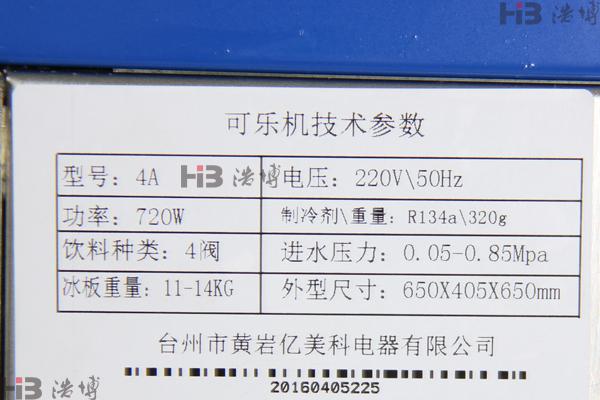 HB 浩博
可乐机技术参数
型号: 4A
HB 浩博
电压: 220V\50Hz
功率: 720W
制冷剂\重量: R134a\320g
饮料种类: 4阀
进水压力: 0.05-0.85Mpa
冰板重量: 11-14KG
外型尺寸: 650X405X650mm
台州市黄岩亿美科电器有限公司
20160405225
HB 浩博